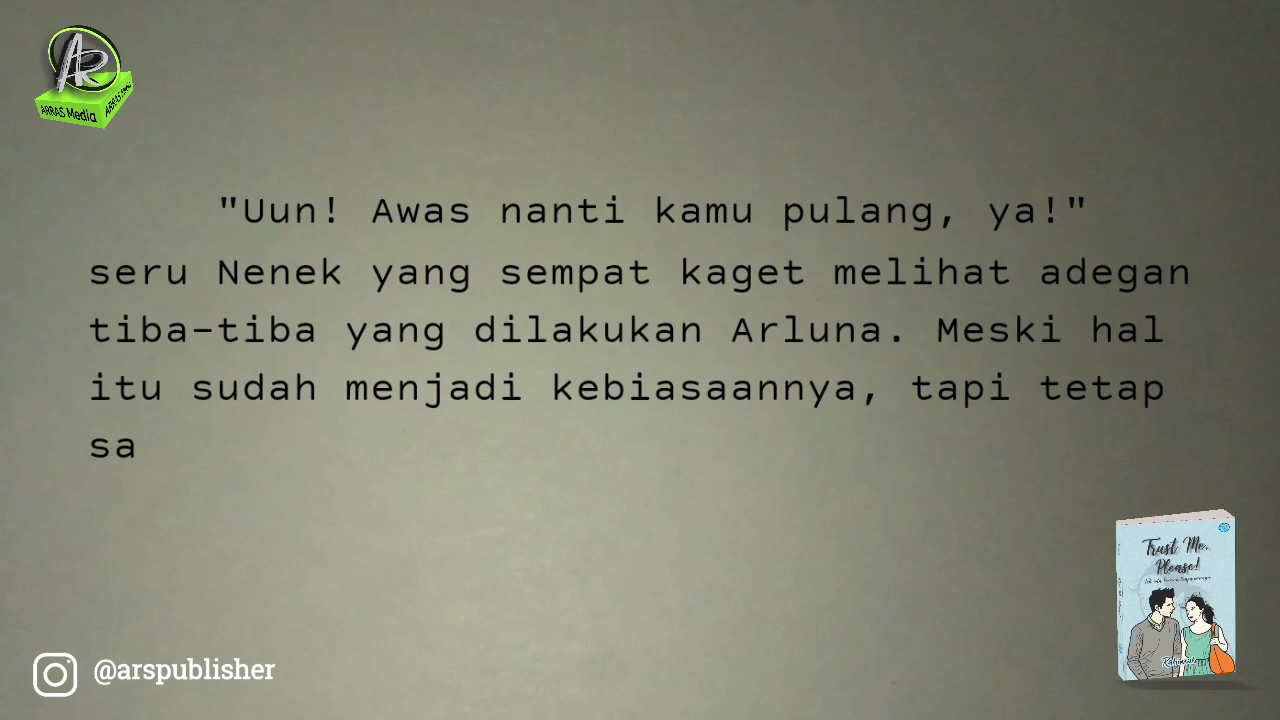 ARRAS Media
"Uun! Awas nanti kamu pulang, ya!"
seru Nenek yang sempat kaget melihat adegan
tiba-tiba yang dilakukan Arluna. Meski hal
itu sudah menjadi kebiasaannya, tapi tetap
sa
Trust Me,
Please!
@arspublisher